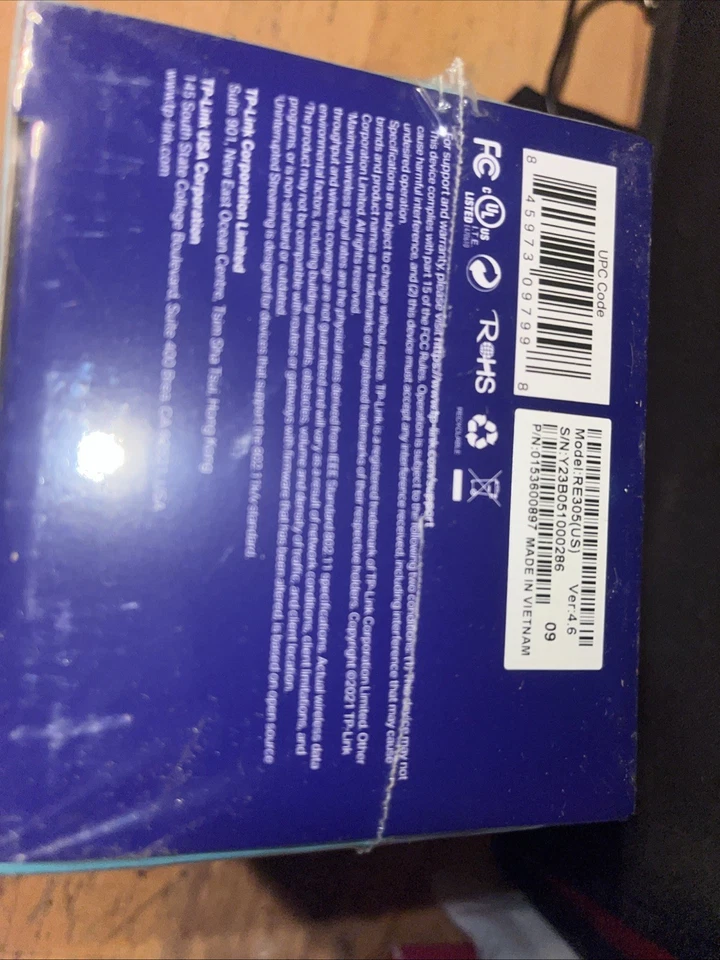 UPC Code
8 45973 09799 8
Model:RE305(US) Ver:4.6
S/N:Y23B051000286 09
P/N:0153600897 MADE IN VIETNAM
FC
c UL US
LISTED
I.T.E.
RoHS
RECYCLABLE
For support and warranty, please visit https://www.tp-link.com/support
This device complies with part 15 of the FCC Rules. Operation is subject to the following two conditions: (1) This device may not
cause harmful interference, and (2) this device must accept any interference received, including interference that may cause
undesired operation.
Specifications are subject to change without notice. TP-Link is a registered trademark of TP-Link Corporation Limited. Other
brands and product names are trademarks or registered trademarks of their respective holders. Copyright ©2021 TP-Link
Corporation Limited. All rights reserved.
Maximum wireless signal rates are the physical rates derived from IEEE Standard 802.11 specifications. Actual wireless data
throughput and wireless coverage are not guaranteed and will vary as a result of network conditions, client limitations, and
environmental factors, including building materials, obstacles, volume and density of traffic, and client location.
The product may not be compatible with routers or gateways with firmware that has been altered, is based on open source
programs, or is non-standard or outdated.
Uninterrupted Streaming is designed for devices that support the 802.11k/v standard.
TP-Link Corporation Limited
Suite 901, New East Ocean Centre, Tsim Sha Tsui, Hong Kong
TP-Link USA Corporation
145 South State College Boulevard, Suite 400 Brea, USA
www.tp-link.com